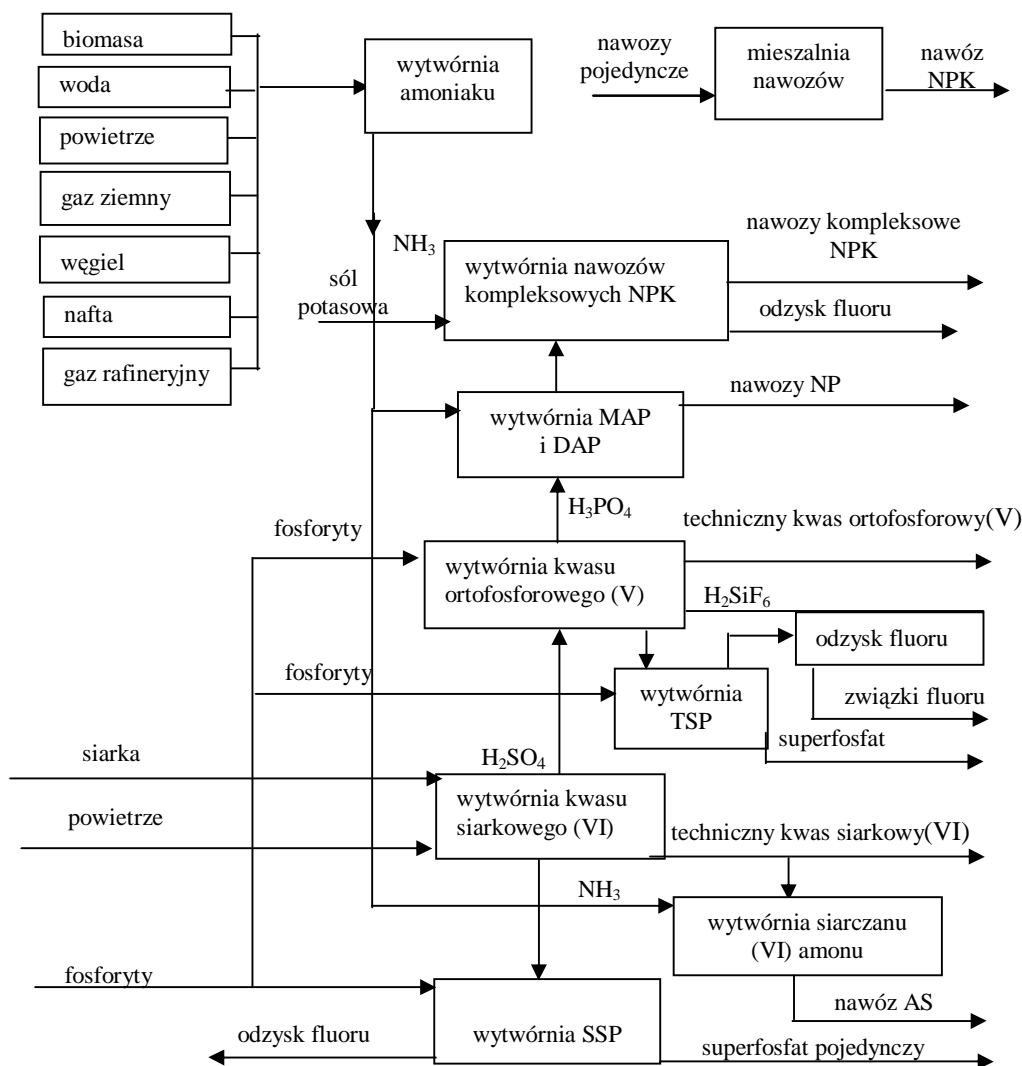 biomasa
woda
powietrze
gaz ziemny
węgiel
nafta
gaz rafineryjny
wytwórnia
amoniaku
nawozy
pojedyncze
mieszalnia
nawozów
nawóz
NPK
NH₃
sól
potasowa
wytwórnia nawozów
kompleksowych NPK
nawozy kompleksowe
NPK
odzysk fluoru
wytwórnia MAP
i DAP
nawozy NP
H₃PO₄
fosforyty
wytwórnia kwasu
ortofosforowego (V)
techniczny kwas ortofosforowy(V)
H₂SiF₆
odzysk fluoru
fosforyty
wytwórnia
TSP
związki fluoru
superfosfat
siarka
H₂SO₄
powietrze
wytwórnia kwasu
siarkowego (VI)
techniczny kwas siarkowy(VI)
NH₃
wytwórnia siarczanu
(VI) amonu
nawóz AS
fosforyty
wytwórnia SSP
odzysk fluoru
superfosfat pojedynczy